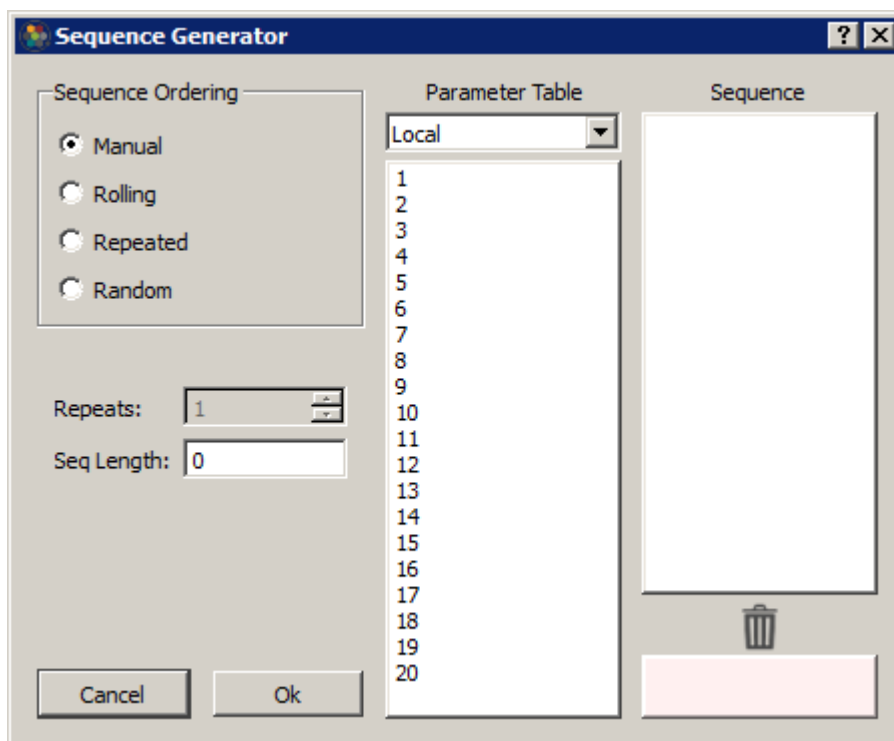 Sequence Generator
Sequence Ordering
Manual
Rolling
Repeated
Random
Repeats: 1
Seq Length: 0
Cancel
Ok
Parameter Table
Local
1
2
3
4
5
6
7
8
9
10
11
12
13
14
15
16
17
18
19
20
Sequence